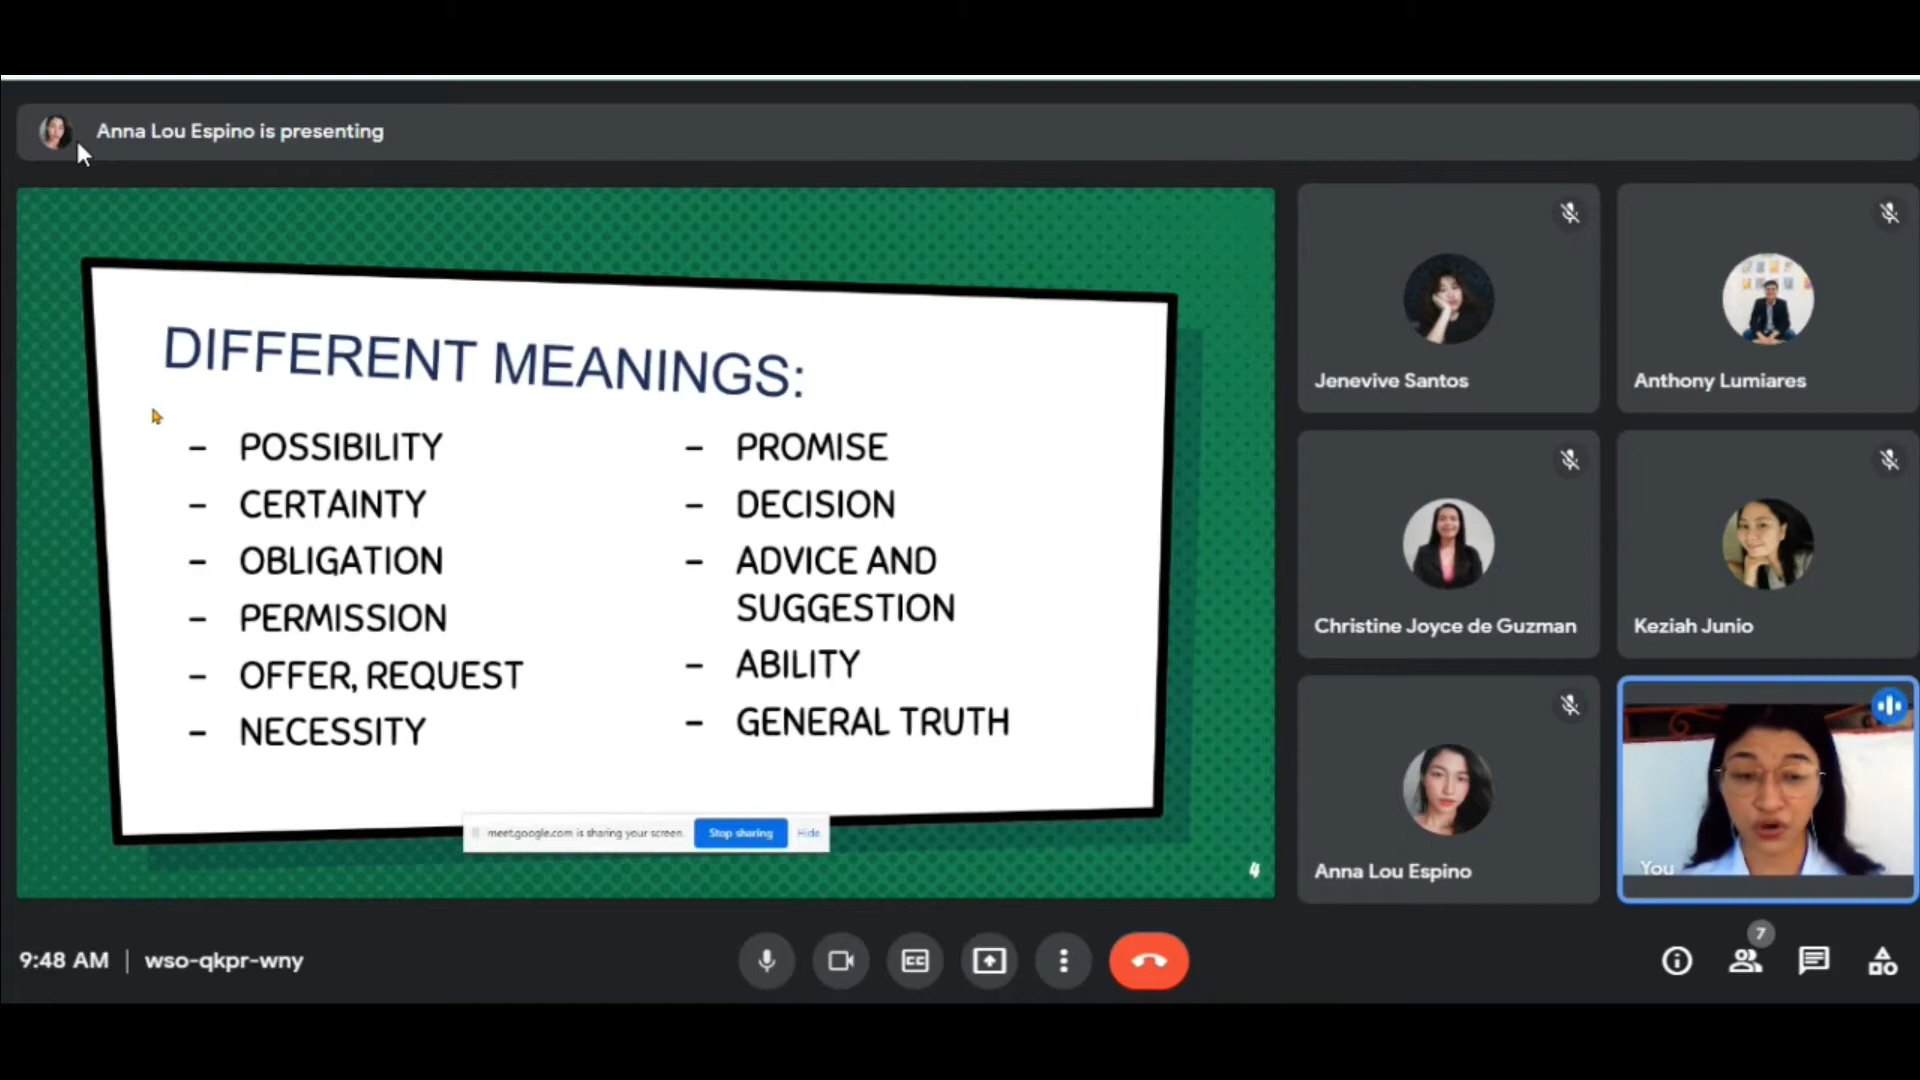 Anna Lou Espino is presenting
DIFFERENT MEANINGS:
- POSSIBILITY
- CERTAINTY
- OBLIGATION
- PERMISSION
- OFFER, REQUEST
- NECESSITY
- PROMISE
- DECISION
- ADVICE AND
SUGGESTION
- ABILITY
- GENERAL TRUTH
meet.google.com is sharing your screen.
Stop sharing
Hide
4
Jenevive Santos
Anthony Lumiares
Christine Joyce de Guzman
Keziah Junio
Anna Lou Espino
You
9:48 AM | wso-qkpr-wny
CC
7